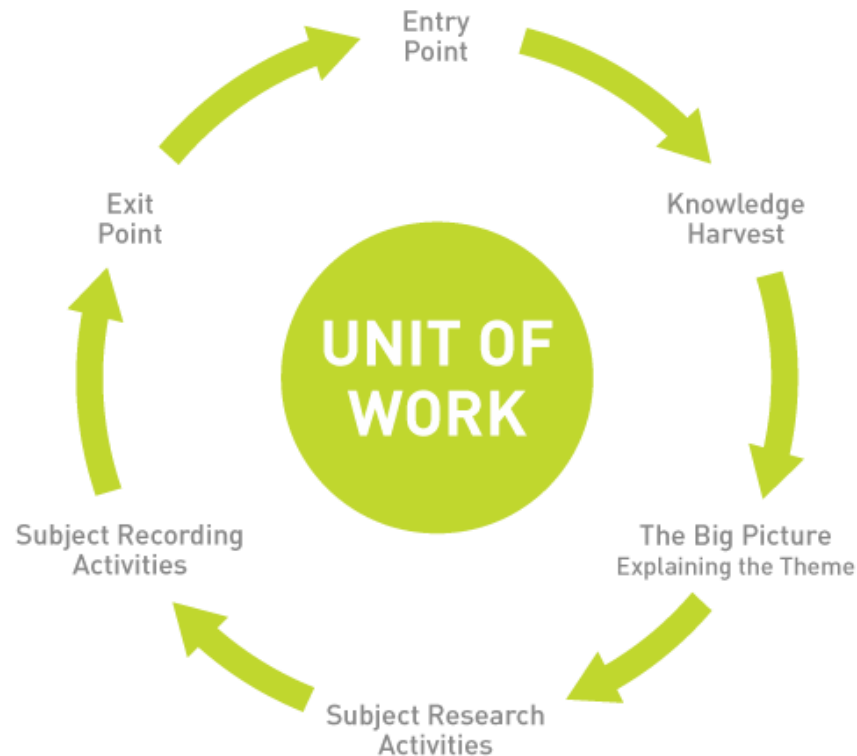 Entry
Point
Knowledge
Harvest
The Big Picture
Explaining the Theme
Subject Research
Activities
Subject Recording
Activities
Exit
Point
UNIT OF
WORK